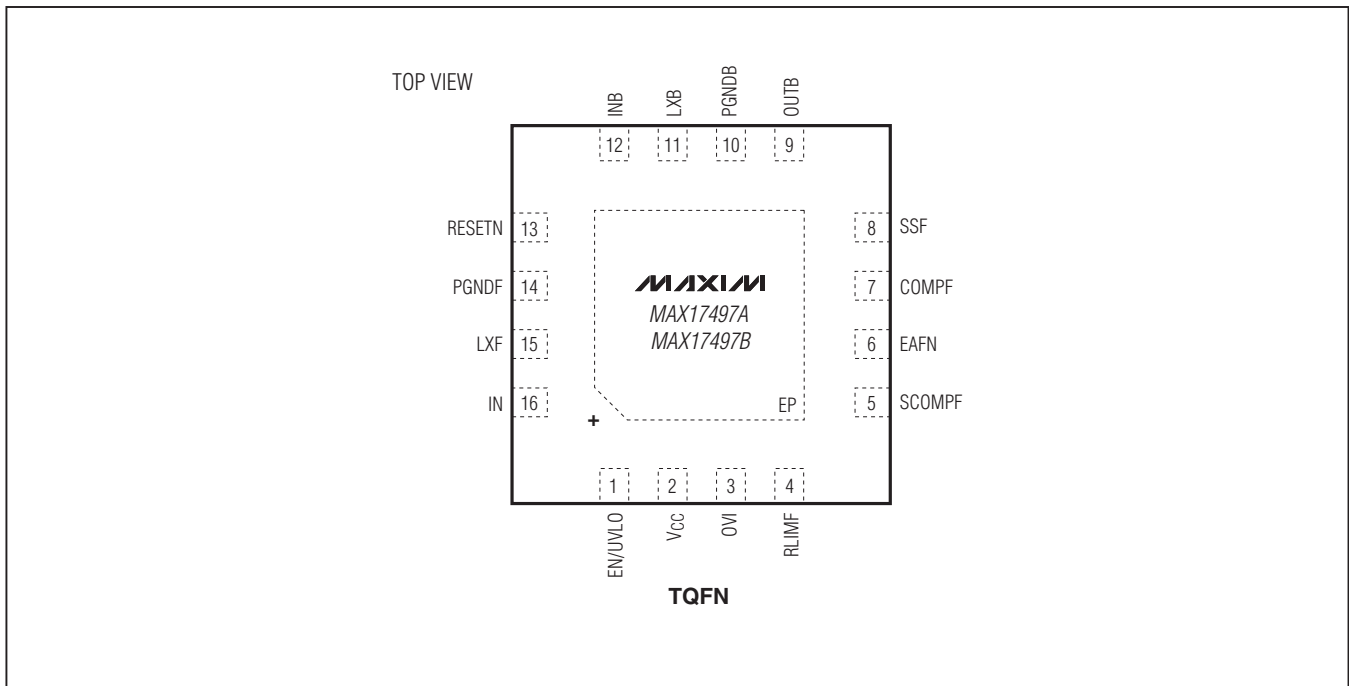 TOP VIEW
INB
LXB
PGNDB
OUTB
12
11
10
9
RESETN 13
8 SSF
PGNDF 14
7 COMPF
LXF 15
6 EAFN
IN 16
5 SCOMPF
MAXIM
MAX17497A
MAX17497B
EP
+
1
2
3
4
EN/UVLO
VCC
OVI
RLIMF
TQFN